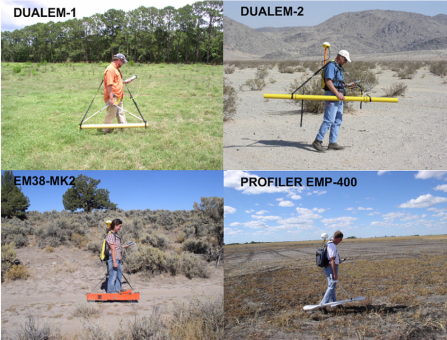 DUALEM-1
DUALEM-2
EM38-MK2
PROFILER EMP-400